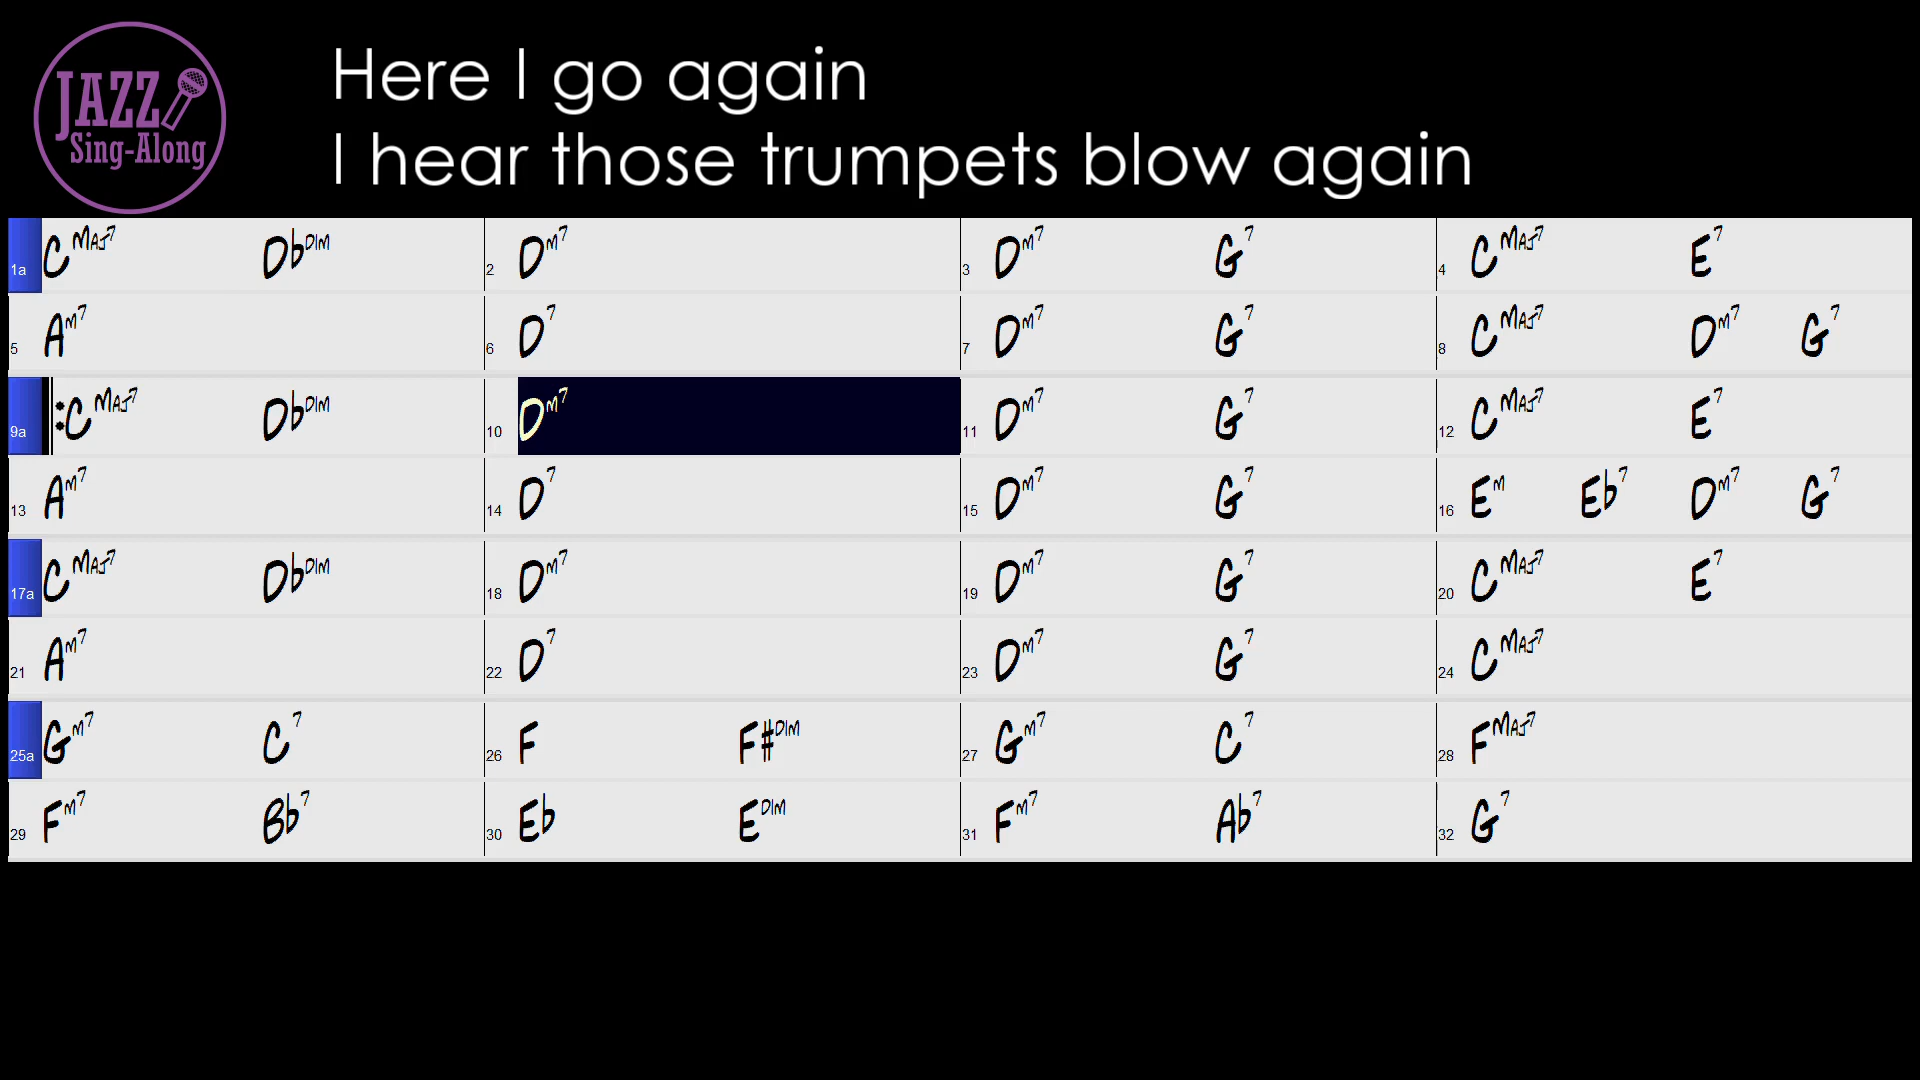 JAZZ
Sing-Along
Here I go again
I hear those trumpets blow again
1a CMAJ7 DbDIM 2 Dm7 3 Dm7 G7 4 CMAJ7 E7
5 Am7 6 D7 7 Dm7 G7 8 CMAJ7 Dm7 G7
9a CMAJ7 DbDIM 10 Dm7 11 Dm7 G7 12 CMAJ7 E7
13 Am7 14 D7 15 Dm7 G7 16 Em Eb7 Dm7 G7
17a CMAJ7 DbDIM 18 Dm7 19 Dm7 G7 20 CMAJ7 E7
21 Am7 22 D7 23 Dm7 G7 24 CMAJ7
25a Gm7 C7 26 F F#DIM 27 Gm7 C7 28 FMAJ7
29 Fm7 Bb7 30 Eb EDIM 31 Fm7 Ab7 32 G7